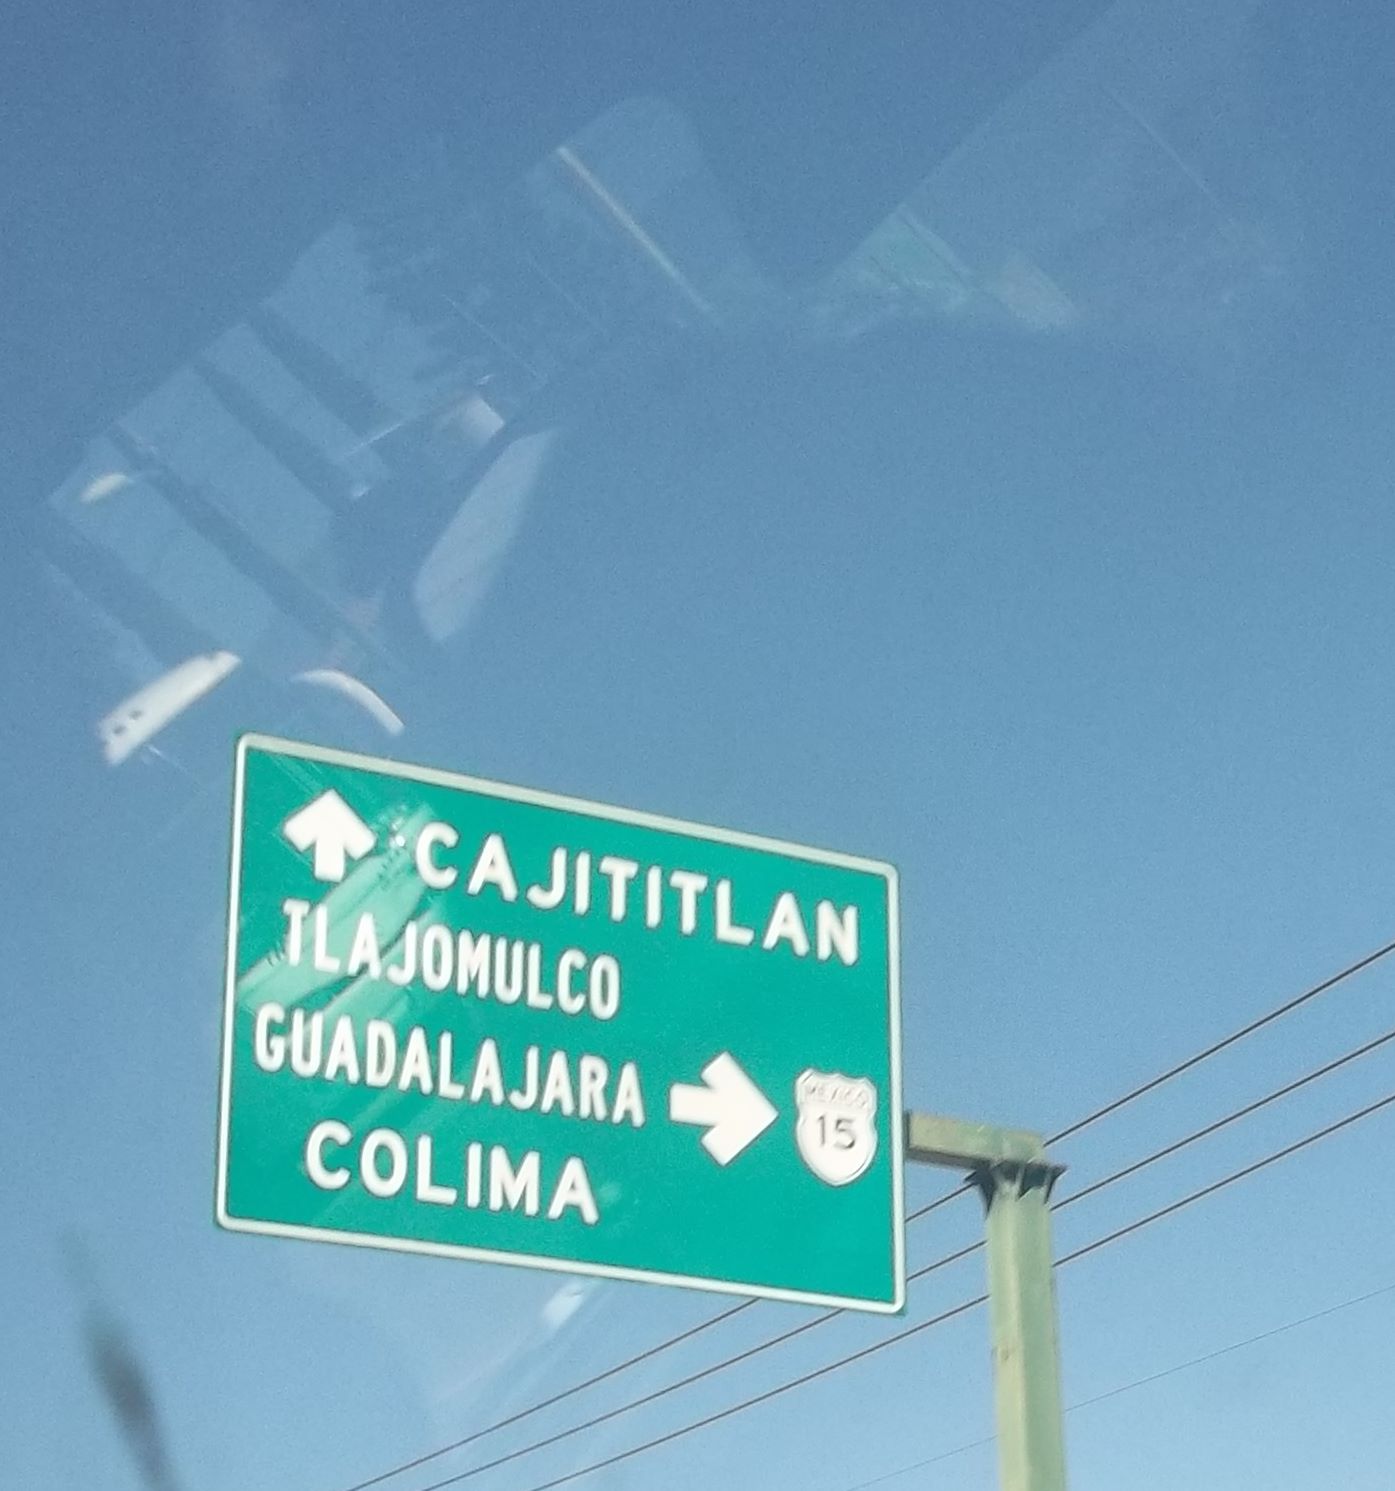 CAJITITLAN
TLAJOMULCO
GUADALAJARA
COLIMA
MEXICO
15